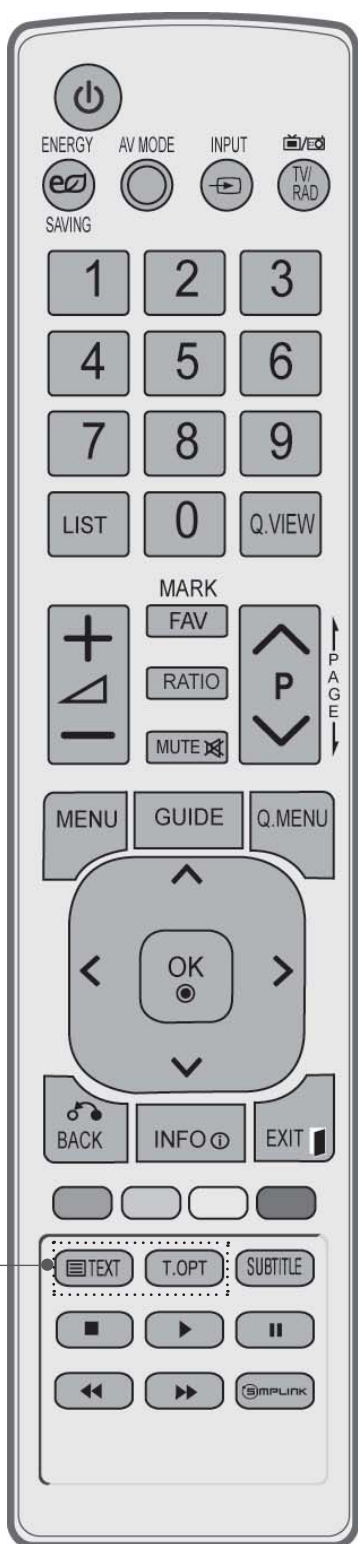 ENERGY AV MODE INPUT
TV/
RAD
SAVING
1 2 3
4 5 6
7 8 9
LIST 0 Q.VIEW
MARK
FAV
RATIO
P
PAGE
MUTE
MENU GUIDE Q.MENU
OK
BACK INFO EXIT
TEXT T.OPT SUBTITLE
SIMPLINK